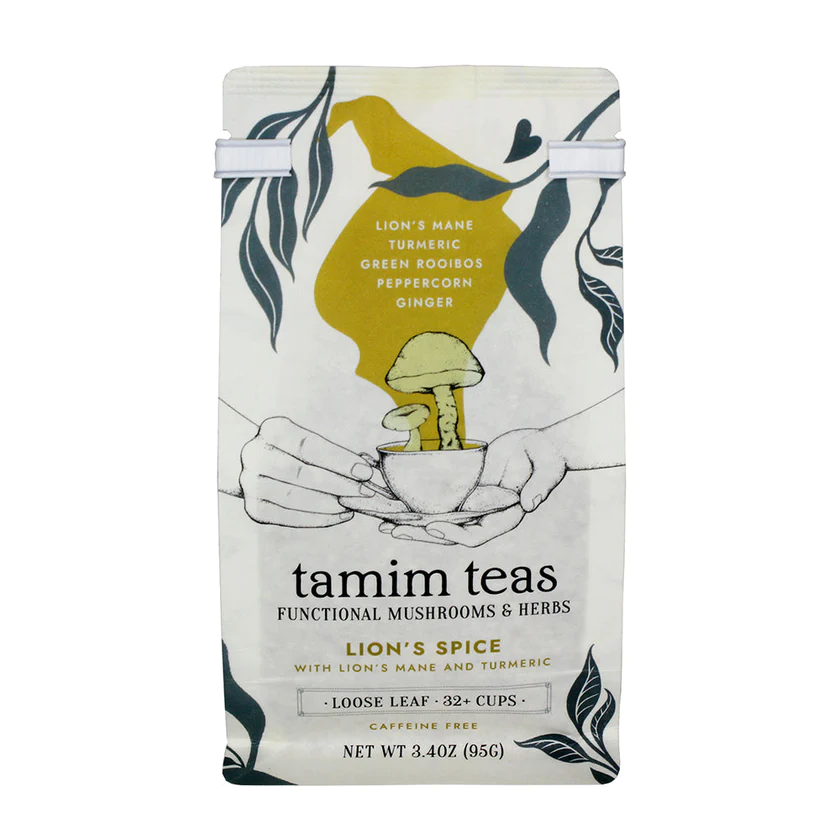 LION'S MANE
TURMERIC
GREEN ROOIBOS
PEPPERCORN
GINGER
tamim teas
FUNCTIONAL MUSHROOMS & HERBS
LION'S SPICE
WITH LION'S MANE AND TURMERIC
· LOOSE LEAF · 32+ CUPS ·
CAFFEINE FREE
NET WT 3.4OZ (95G)